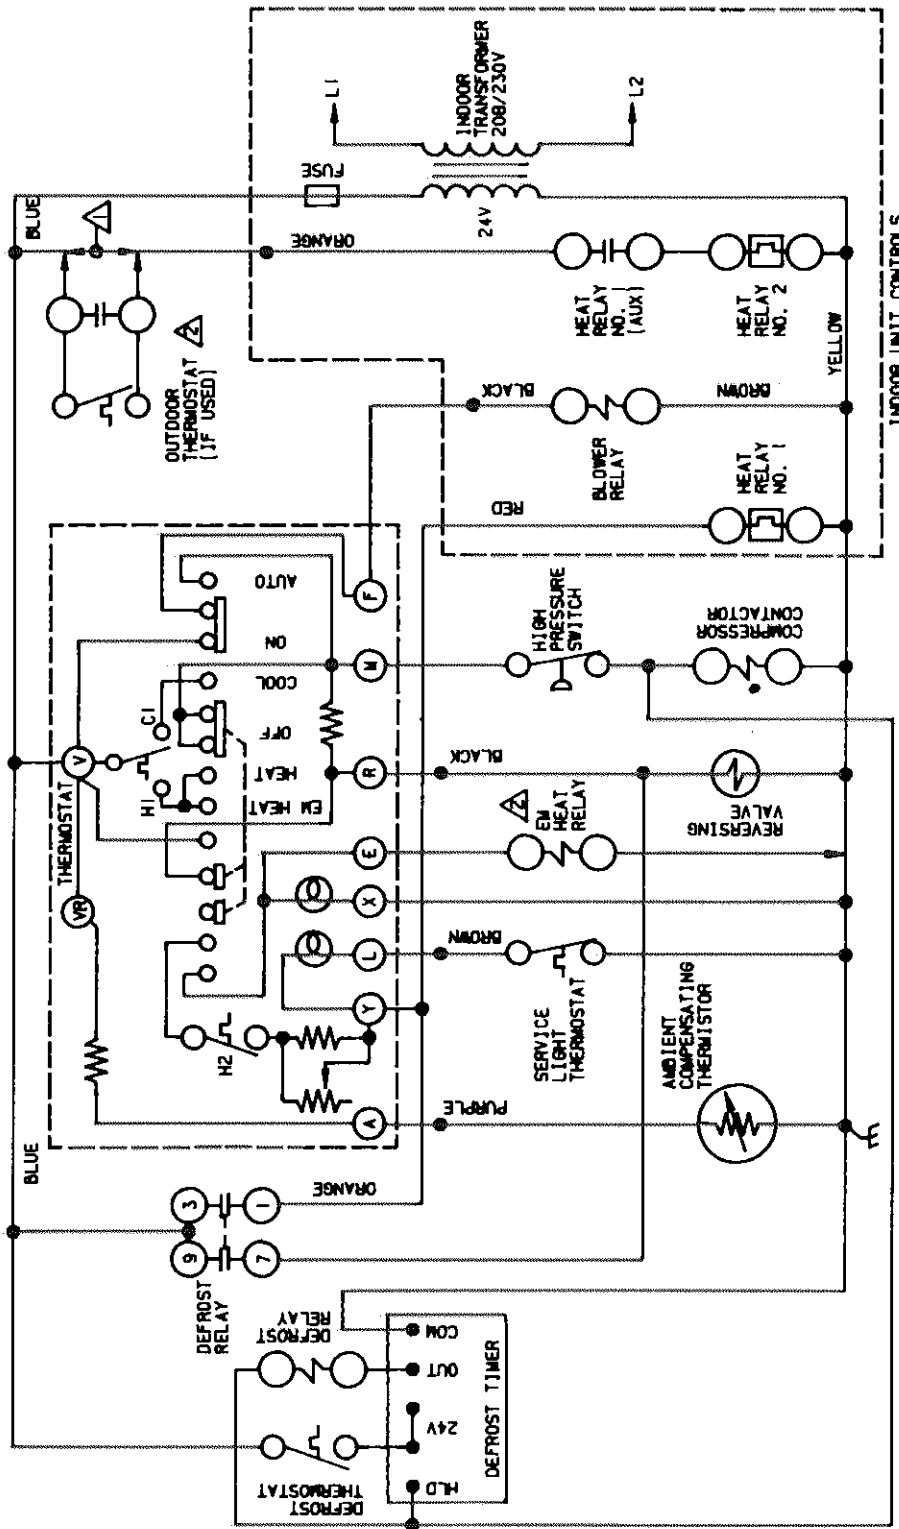 BLUE
BLUE
L1
L2
INDOOR
TRANSFORMER
208/230V
FUSE
24V
1
ORANGE
OUTDOOR
THERMOSTAT
(IF USED)
2
HEAT
RELAY
NO. 1
(AUX)
HEAT
RELAY
NO. 2
YELLOW
INDOOR UNIT CONTROLS
BLACK
BLOWER
RELAY
BROWN
RED
HEAT
RELAY
NO. 1
THERMOSTAT
V
VR
AUTO
ON
COOL
OFF
HEAT
EM HEAT
C1
H1
H2
F
M
R
E
X
L
Y
A
HIGH
PRESSURE
SWITCH
COMPRESSOR
CONTACTOR
BLACK
REVERSING
VALVE
2
EM
HEAT
RELAY
BROWN
SERVICE
LIGHT
THERMOSTAT
PURPLE
AMBIENT
COMPENSATING
THERMISTOR
ORANGE
3
1
9
7
DEFROST
RELAY
DEFROST
RELAY
COM
OUT
24V
HLD
DEFROST TIMER
DEFROST
THERMOSTAT